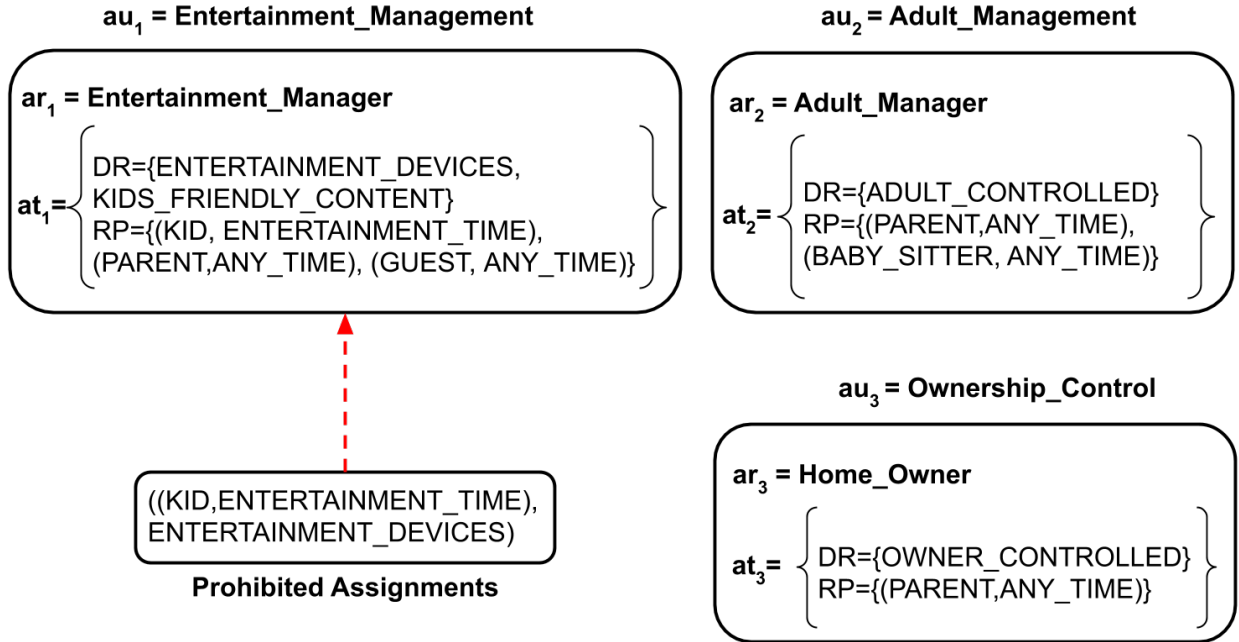 au₁ = Entertainment_Management
ar₁ = Entertainment_Manager
at₁=
DR={ENTERTAINMENT_DEVICES,
KIDS_FRIENDLY_CONTENT}
RP={(KID, ENTERTAINMENT_TIME),
(PARENT,ANY_TIME), (GUEST, ANY_TIME)}
au₂ = Adult_Management
ar₂ = Adult_Manager
at₂=
DR={ADULT_CONTROLLED}
RP={(PARENT,ANY_TIME),
(BABY_SITTER, ANY_TIME)}
((KID,ENTERTAINMENT_TIME),
ENTERTAINMENT_DEVICES)
Prohibited Assignments
au₃ = Ownership_Control
ar₃ = Home_Owner
at₃=
DR={OWNER_CONTROLLED}
RP={(PARENT,ANY_TIME)}